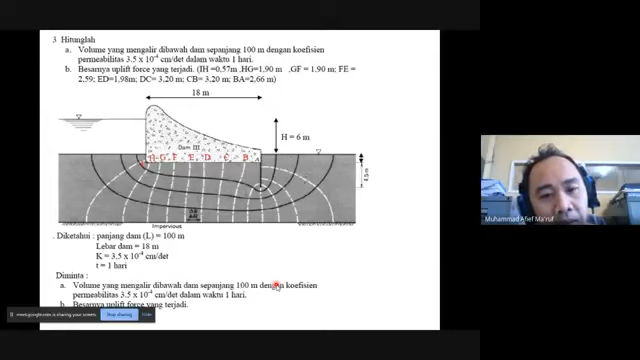 3 Hitunglah
a. Volume yang mengalir dibawah dam sepanjang 100 m dengan koefisien
permeabilitas 3.5 x 10⁻⁴ cm/det dalam waktu 1 hari.
b. Besarnya uplift force yang terjadi. (IH =0,57m ,HG=1,90 m ,GF = 1,90 m; FE =
2,59; ED=1,98m; DC= 3,20 m; CB= 3,20 m; BA=2,66 m)
18 m
H = 6 m
Dam III
H G F E D C B A
Impervious
. Diketahui : panjang dam (L) = 100 m
Lebar dam = 18 m
K = 3,5 x 10⁻⁴ cm/det
t = 1 hari
Diminta :
a. Volume yang mengalir dibawah dam sepanjang 100 m dengan koefisien
permeabilitas 3.5 x 10⁻⁴ cm/det dalam waktu 1 hari.
b. Besarnya uplift force yang terjadi.
meet.google.com is sharing your screen.
Stop sharing
Hide
Muhammad Afief Ma'ruf